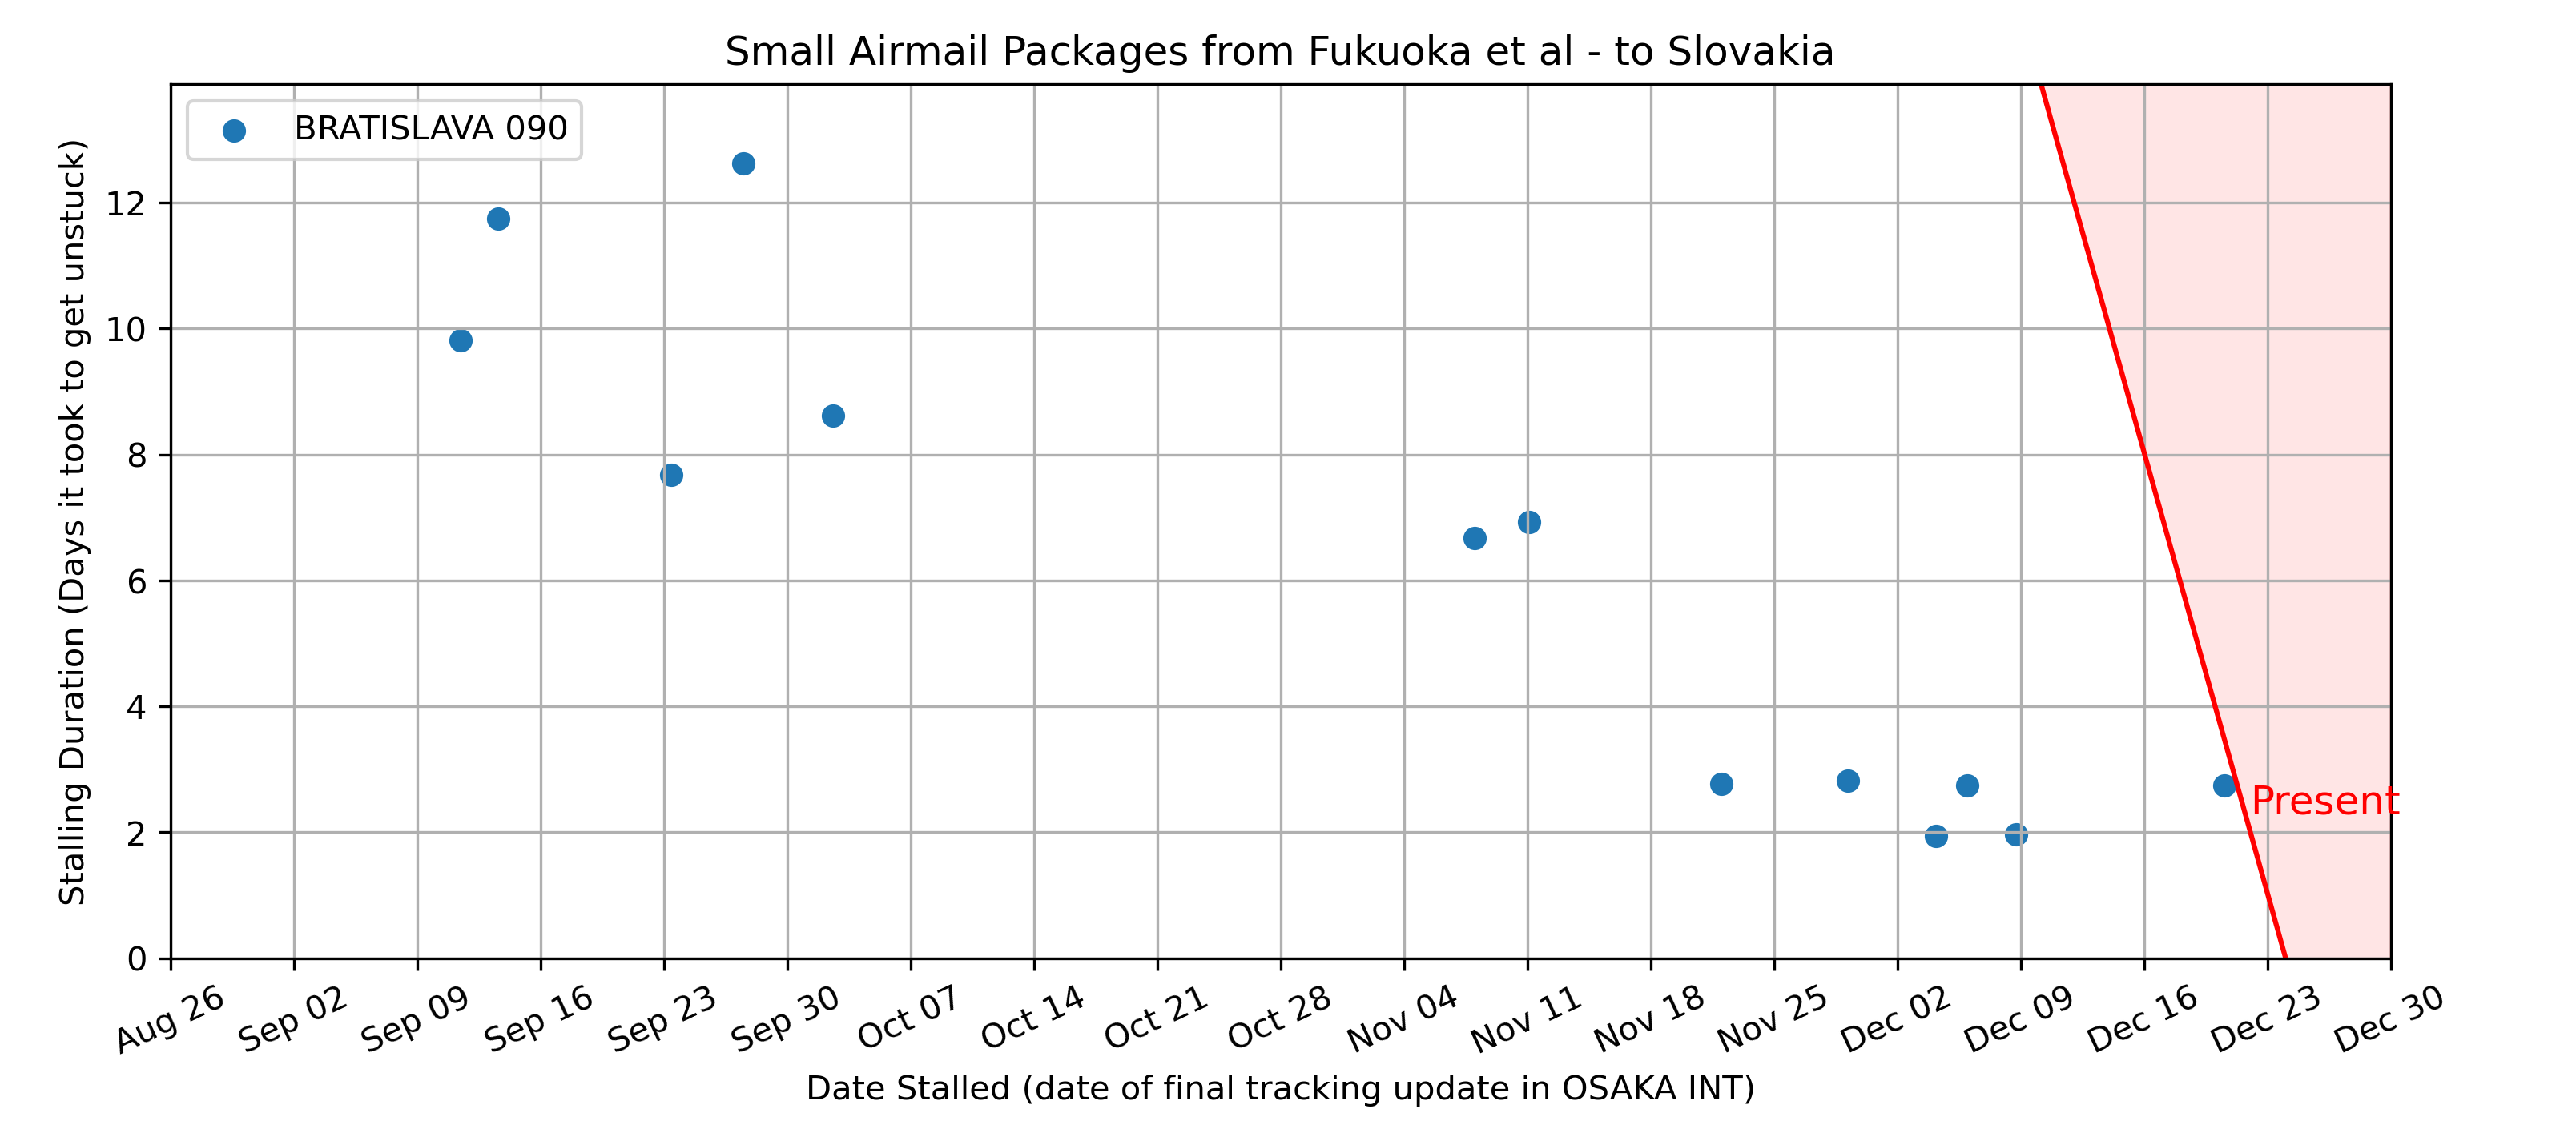 Small Airmail Packages from Fukuoka et al - to Slovakia
BRATISLAVA 090
Stalling Duration (Days it took to get unstuck)
12
10
8
6
4
2
0
Present
Aug 26
Sep 02
Sep 09
Sep 16
Sep 23
Sep 30
Oct 07
Oct 14
Oct 21
Oct 28
Nov 04
Nov 11
Nov 18
Nov 25
Dec 02
Dec 09
Dec 16
Dec 23
Dec 30
Date Stalled (date of final tracking update in OSAKA INT)